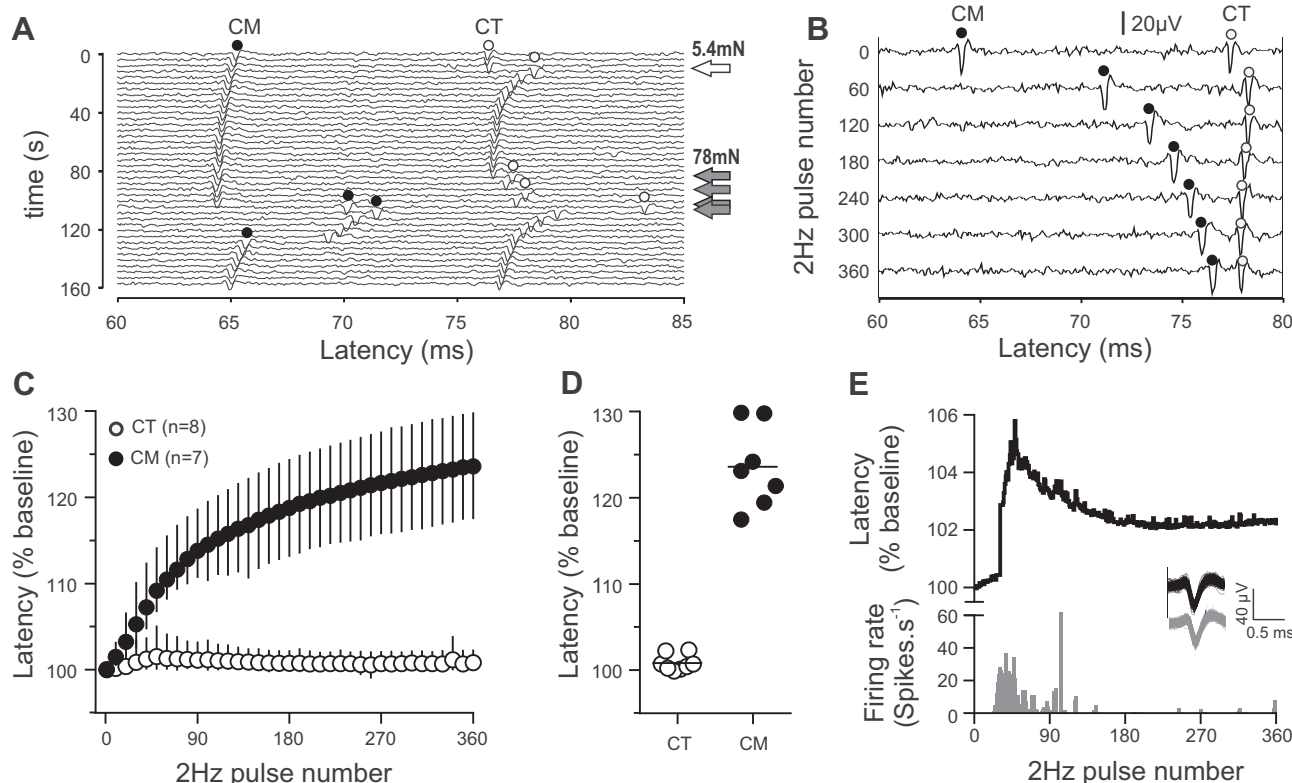 A
CM
CT
time (s)
0
40
80
120
160
60
65
70
75
80
85
Latency (ms)
5.4mN
78mN
B
CM
20µV
CT
2Hz pulse number
0
60
120
180
240
300
360
60
65
70
75
80
Latency (ms)
C
Latency (% baseline)
130
120
110
100
CT (n=8)
CM (n=7)
0
90
180
270
360
2Hz pulse number
D
Latency (% baseline)
130
120
110
100
CT
CM
E
Latency
(% baseline)
106
104
102
100
Firing rate
(Spikes.s-1)
60
40
20
0
40 µV
0.5 ms
0
90
180
270
360
2Hz pulse number